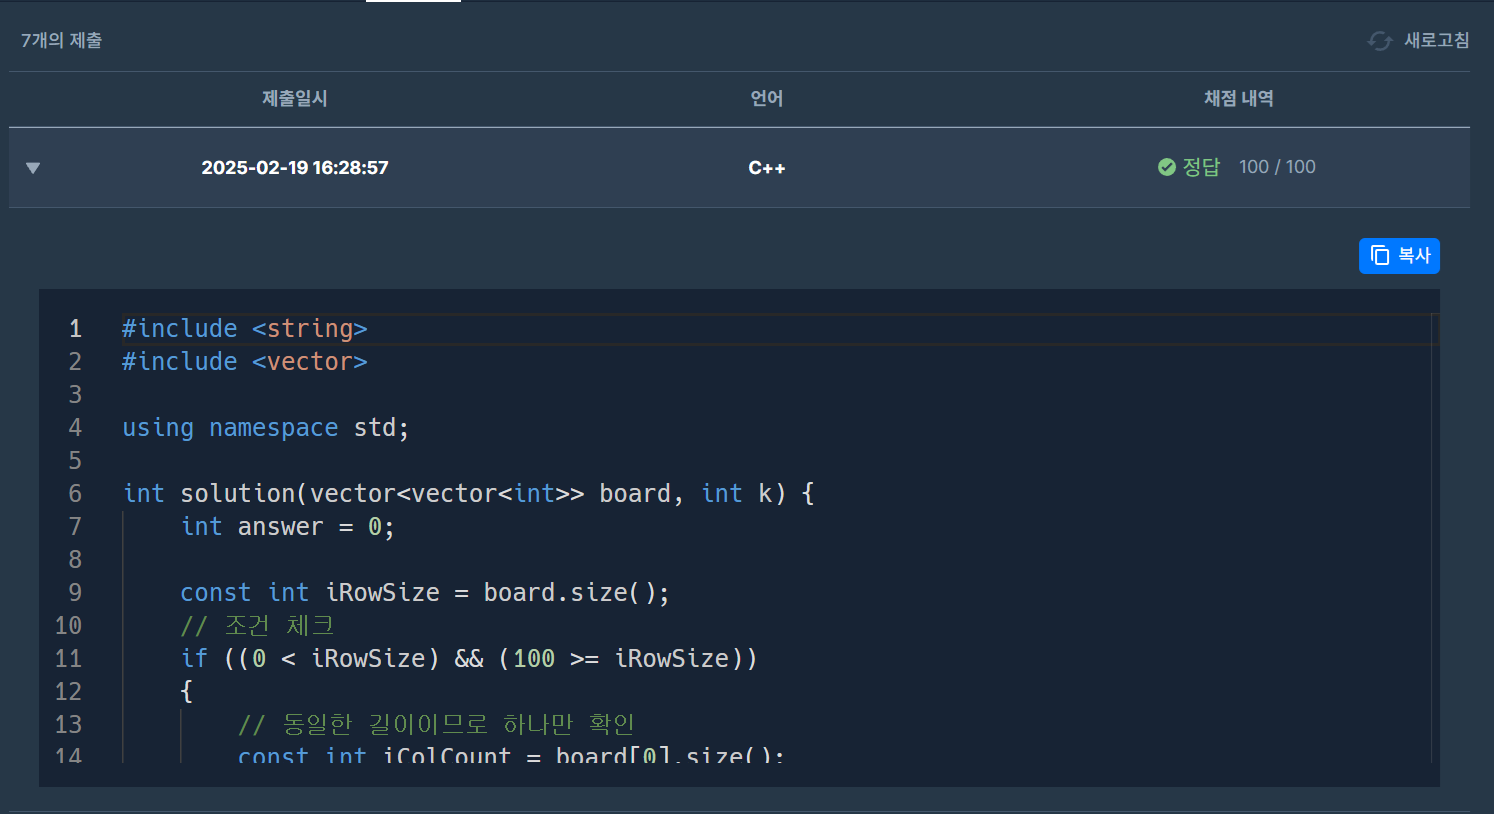 7개의 제출
새로고침
제출일시 언어 채점 내역
2025-02-19 16:28:57 C++ 정답 100 / 100
복사
1 #include <string>
2 #include <vector>
3
4 using namespace std;
5
6 int solution(vector<vector<int>> board, int k) {
7 int answer = 0;
8
9 const int iRowSize = board.size();
10 // 조건 체크
11 if ((0 < iRowSize) && (100 >= iRowSize))
12 {
13 // 동일한 길이이므로 하나만 확인
14 const int iColCount = board[0].size();